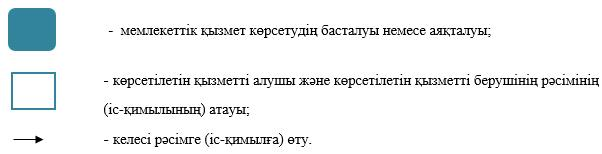 - мемлекеттік қызмет көрсетудің басталуы немесе аяқталуы;
- көрсетілетін қызметті алушы және көрсетілетін қызметті берушінің рәсімінің
(іс-қимылының) атауы;
- келесі рәсімге (іс-қимылға) өту.